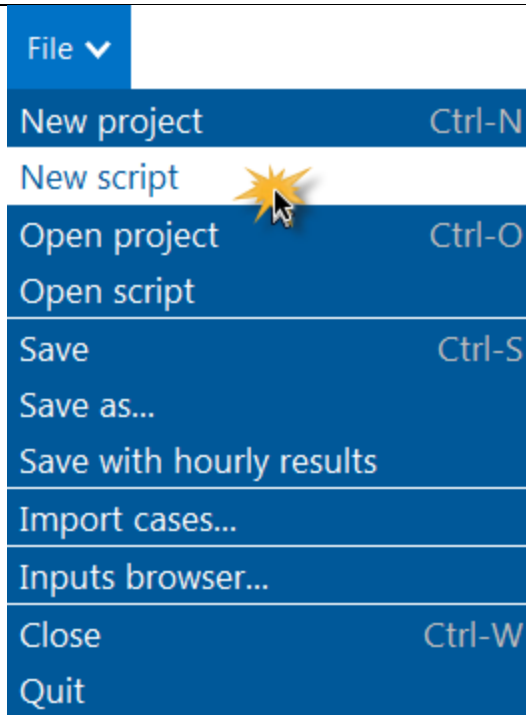 File
New project Ctrl-N
New script
Open project Ctrl-O
Open script
Save Ctrl-S
Save as...
Save with hourly results
Import cases...
Inputs browser...
Close Ctrl-W
Quit